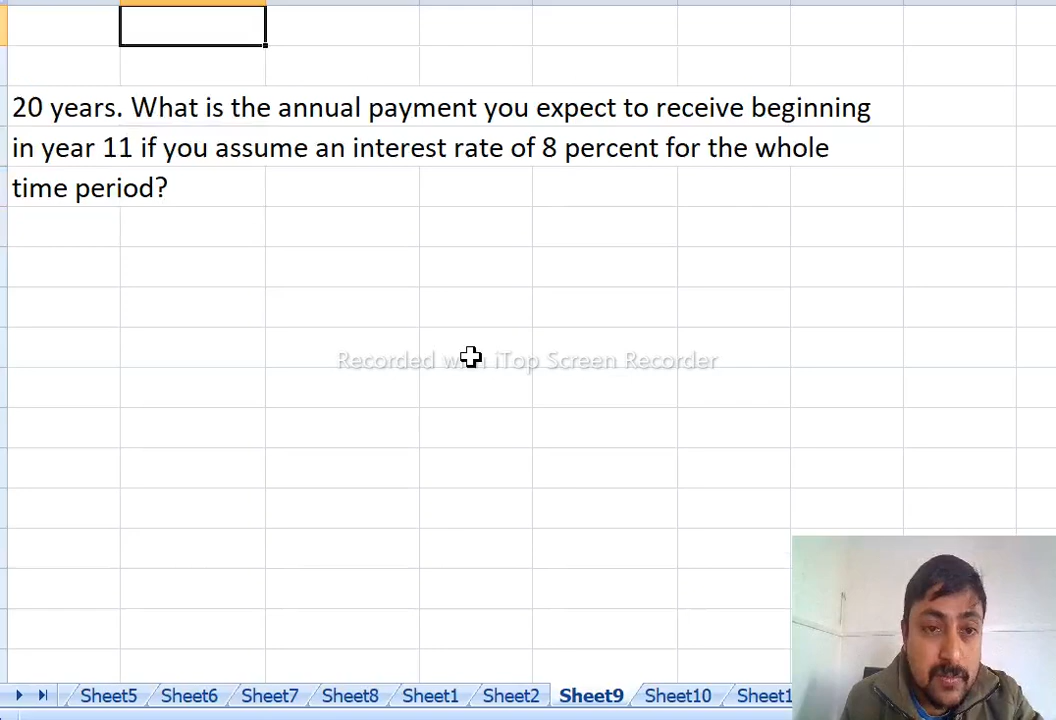 20 years. What is the annual payment you expect to receive beginning
in year 11 if you assume an interest rate of 8 percent for the whole
time period?
Recorded with iTop Screen Recorder
Sheet5 Sheet6 Sheet7 Sheet8 Sheet1 Sheet2 Sheet9 Sheet10 Sheet1